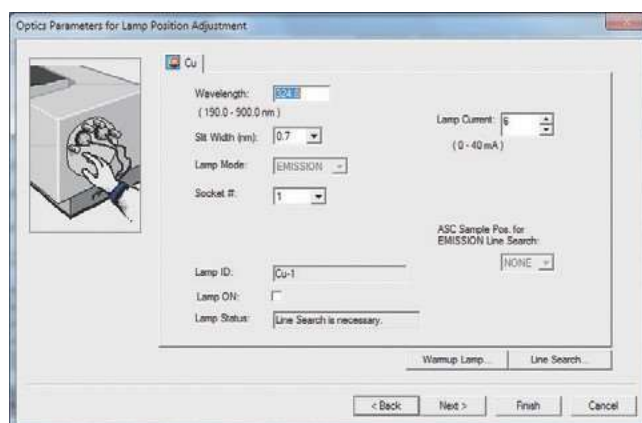 Optics Parameters for Lamp Position Adjustment
Cu
Wavelength: 324.8
( 190.0 - 900.0 nm )
Slit Width (nm): 0.7
Lamp Mode: EMISSION
Socket #: 1
Lamp Current: 6
( 0 - 40 mA )
ASC Sample Pos. for
EMISSION Line Search:
NONE
Lamp ID: Cu-1
Lamp ON:
Lamp Status: Line Search is necessary.
Warmup Lamp... Line Search...
< Back Next > Finish Cancel